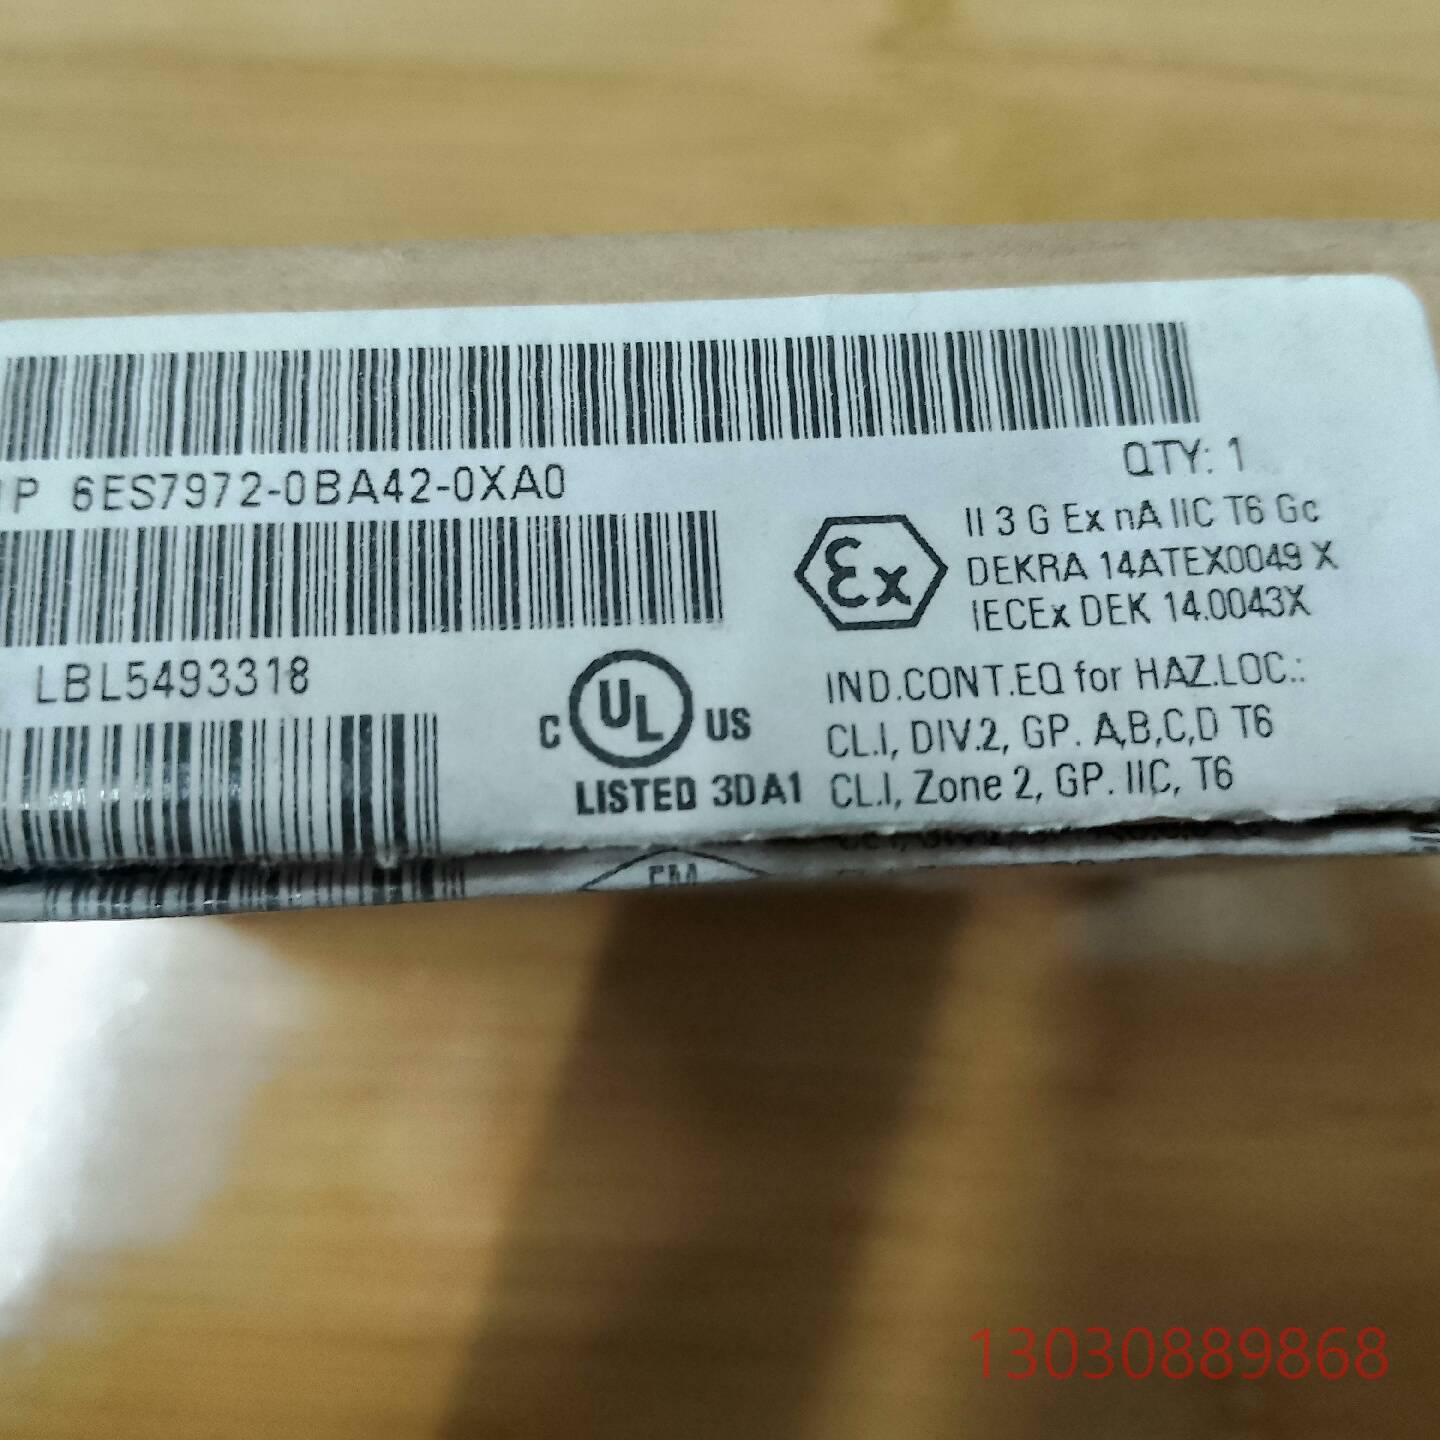 P 6ES7972-0BA42-0XA0
QTY: 1
LBL5493318
Ex
II 3 G Ex nA IIC T6 Gc
DEKRA 14ATEX0049 X
IECEx DEK 14.0043X
C UL US
LISTED 3DA1
IND.CONT.EQ for HAZ.LOC.:
CL.I, DIV.2, GP. A,B,C,D T6
CL.I, Zone 2, GP. IIC, T6
13030889868